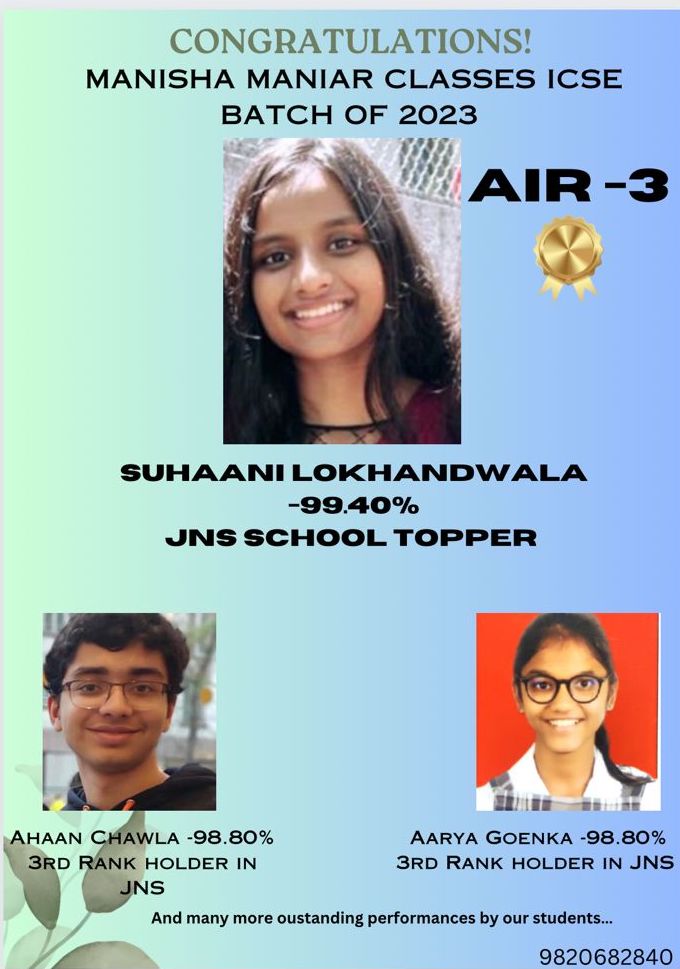 CONGRATULATIONS!
MANISHA MANIAR CLASSES ICSE
BATCH OF 2023
AIR -3
SUHAANI LOKHANDWALA
-99.40%
JNS SCHOOL TOPPER
AHAAN CHAWLA -98.80%
3RD RANK HOLDER IN
JNS
AARYA GOENKA -98.80%
3RD RANK HOLDER IN JNS
And many more oustanding performances by our students...
9820682840